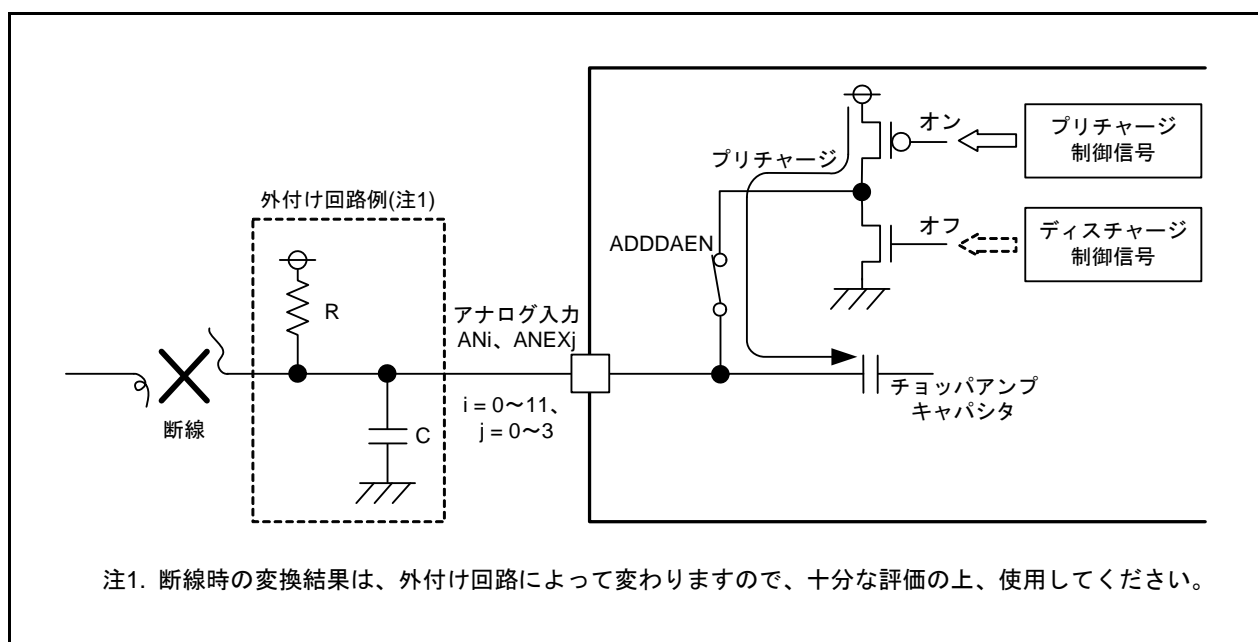 外付け回路例(注1)
R
C
断線
アナログ入力
ANi、ANEXj
i = 0～11、
j = 0～3
ADDDAEN
プリチャージ
オン
プリチャージ
制御信号
オフ
ディスチャージ
制御信号
チョッパアンプ
キャパシタ
注1. 断線時の変換結果は、外付け回路によって変わりますので、十分な評価の上、使用してください。